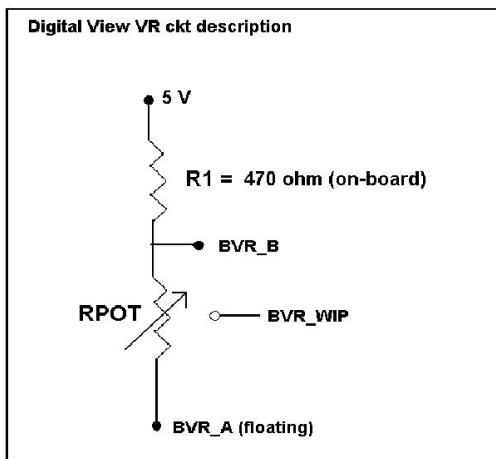 Digital View VR ckt description
5 V
R1 = 470 ohm (on-board)
BVR_B
RPOT
BVR_WIP
BVR_A (floating)